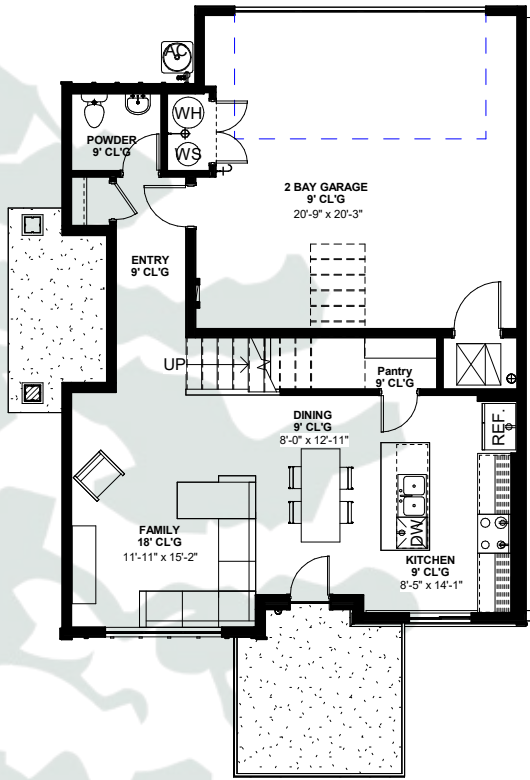 AC
WH
WS
POWDER
9' CL'G
2 BAY GARAGE
9' CL'G
20'-9" x 20'-3"
ENTRY
9' CL'G
UP
Pantry
9' CL'G
DINING
9' CL'G
8'-0" x 12'-11"
REF.
DW
FAMILY
18' CL'G
11'-11" x 15'-2"
KITCHEN
9' CL'G
8'-5" x 14'-1"